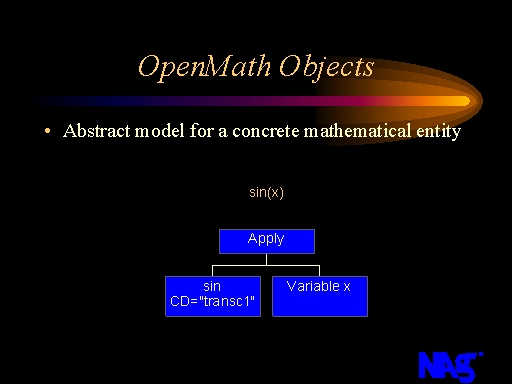 OpenMath Objects
• Abstract model for a concrete mathematical entity
sin(x)
Apply
sin
CD="transc1"
Variable x
NAG